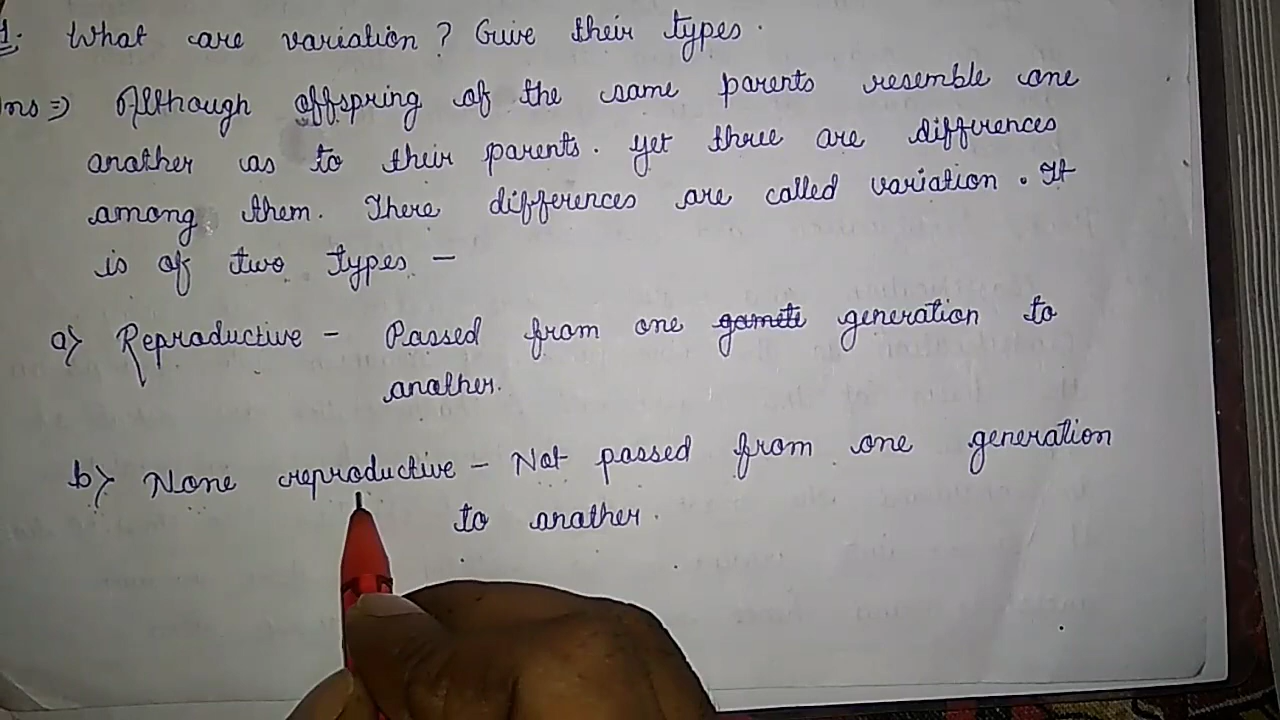 1. What are variation? Give their types.
Ans => Although offspring of the same parents resemble one
another as to their parents. Yet three are differences
among them. There differences are called variation. It
is of two types -
a) Reproductive - Passed from one gamete generation to
another.
b) None reproductive - Not passed from one generation
to another.